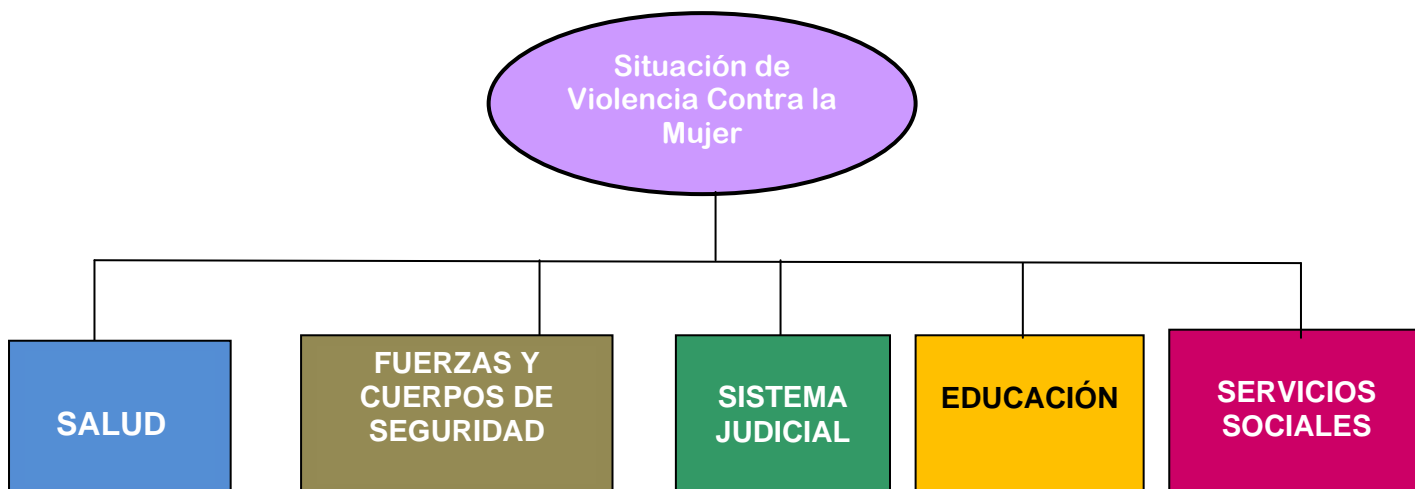 Situación de
Violencia Contra la
Mujer
SALUD
FUERZAS Y
CUERPOS DE
SEGURIDAD
SISTEMA
JUDICIAL
EDUCACIÓN
SERVICIOS
SOCIALES